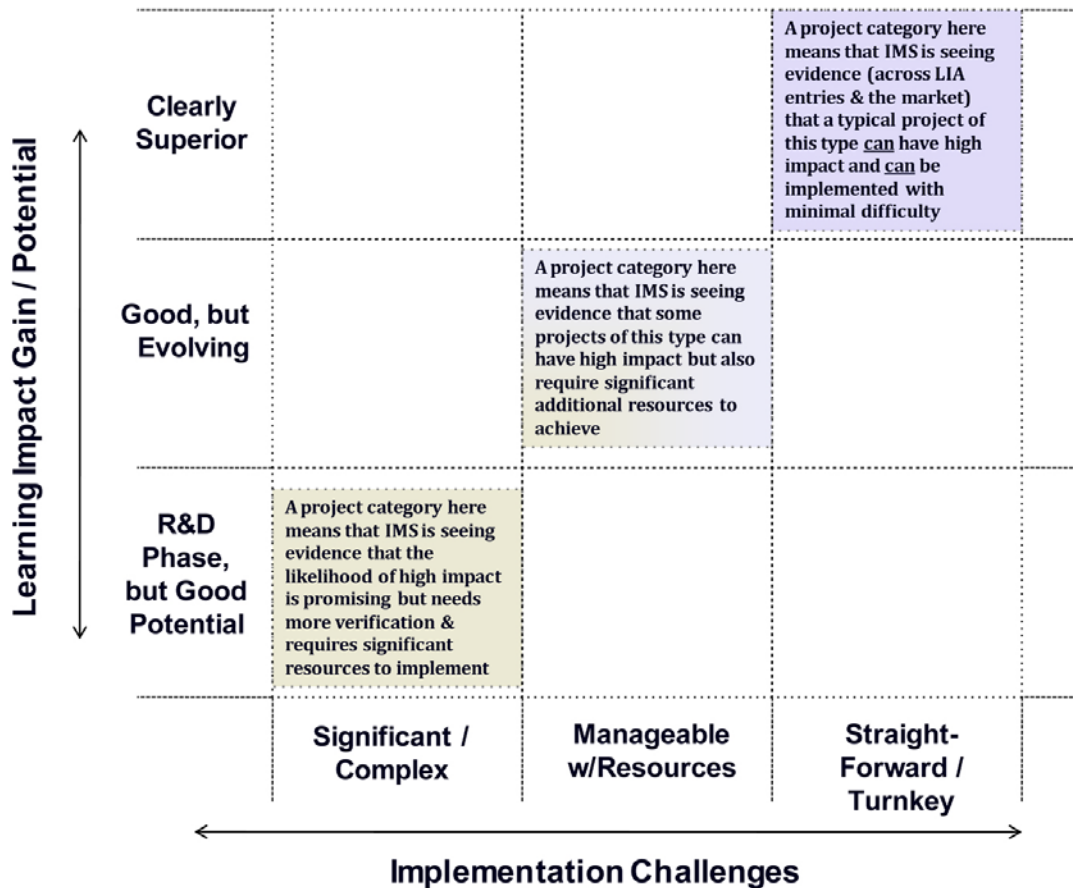 Learning Impact Gain / Potential
Clearly
Superior
A project category here
means that IMS is seeing
evidence (across LIA
entries & the market)
that a typical project of
this type can have high
impact and can be
implemented with
minimal difficulty
Good, but
Evolving
A project category here
means that IMS is seeing
evidence that some
projects of this type can
have high impact but also
require significant
additional resources to
achieve
R&D
Phase,
but Good
Potential
A project category here
means that IMS is seeing
evidence that the
likelihood of high impact
is promising but needs
more verification &
requires significant
resources to implement
Significant /
Complex
Manageable
w/Resources
Straight-
Forward /
Turnkey
Implementation Challenges